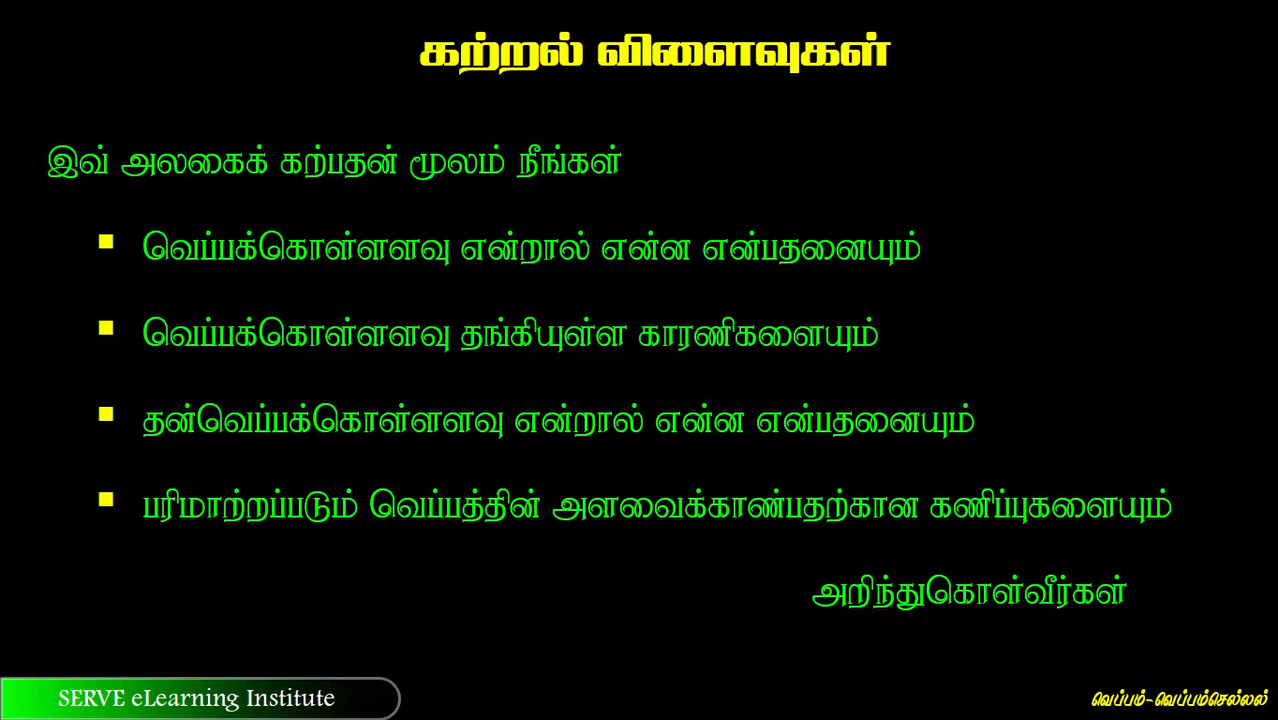 கற்றல் விளைவுகள்
இவ் அலகைக் கற்பதன் மூலம் நீங்கள்
▪ வெப்பக்கொள்ளளவு என்றால் என்ன என்பதனையும்
▪ வெப்பக்கொள்ளளவு தங்கியுள்ள காரணிகளையும்
▪ தன்வெப்பக்கொள்ளளவு என்றால் என்ன என்பதனையும்
▪ பரிமாற்றப்படும் வெப்பத்தின் அளவைக்காண்பதற்கான கணிப்புகளையும்
அறிந்துகொள்வீர்கள்
SERVE eLearning Institute
வெப்பம்-வெப்பம்செல்லல்